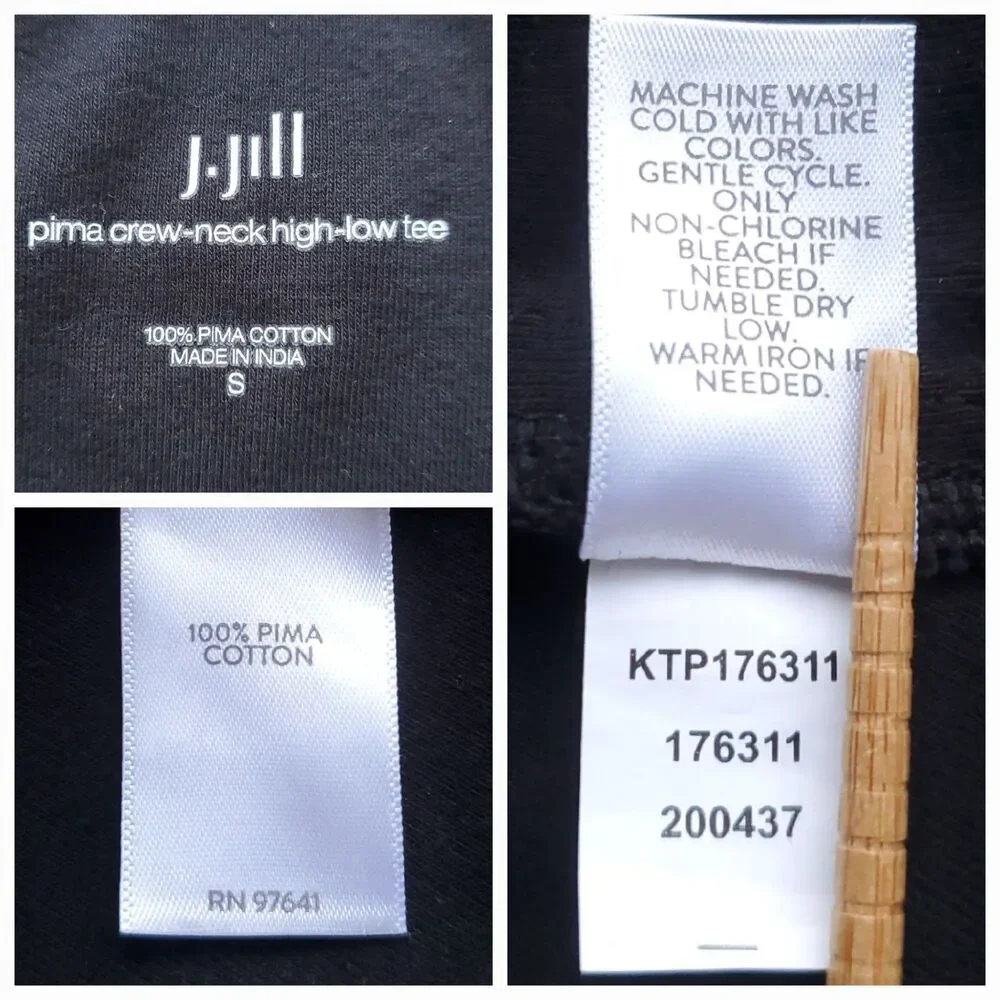 J.Jill
pima crew-neck high-low tee
100% PIMA COTTON
MADE IN INDIA
S
MACHINE WASH
COLD WITH LIKE
COLORS.
GENTLE CYCLE.
ONLY
NON-CHLORINE
BLEACH IF
NEEDED.
TUMBLE DRY
LOW.
WARM IRON IF
NEEDED.
KTP176311
176311
200437
100% PIMA
COTTON
RN 97641